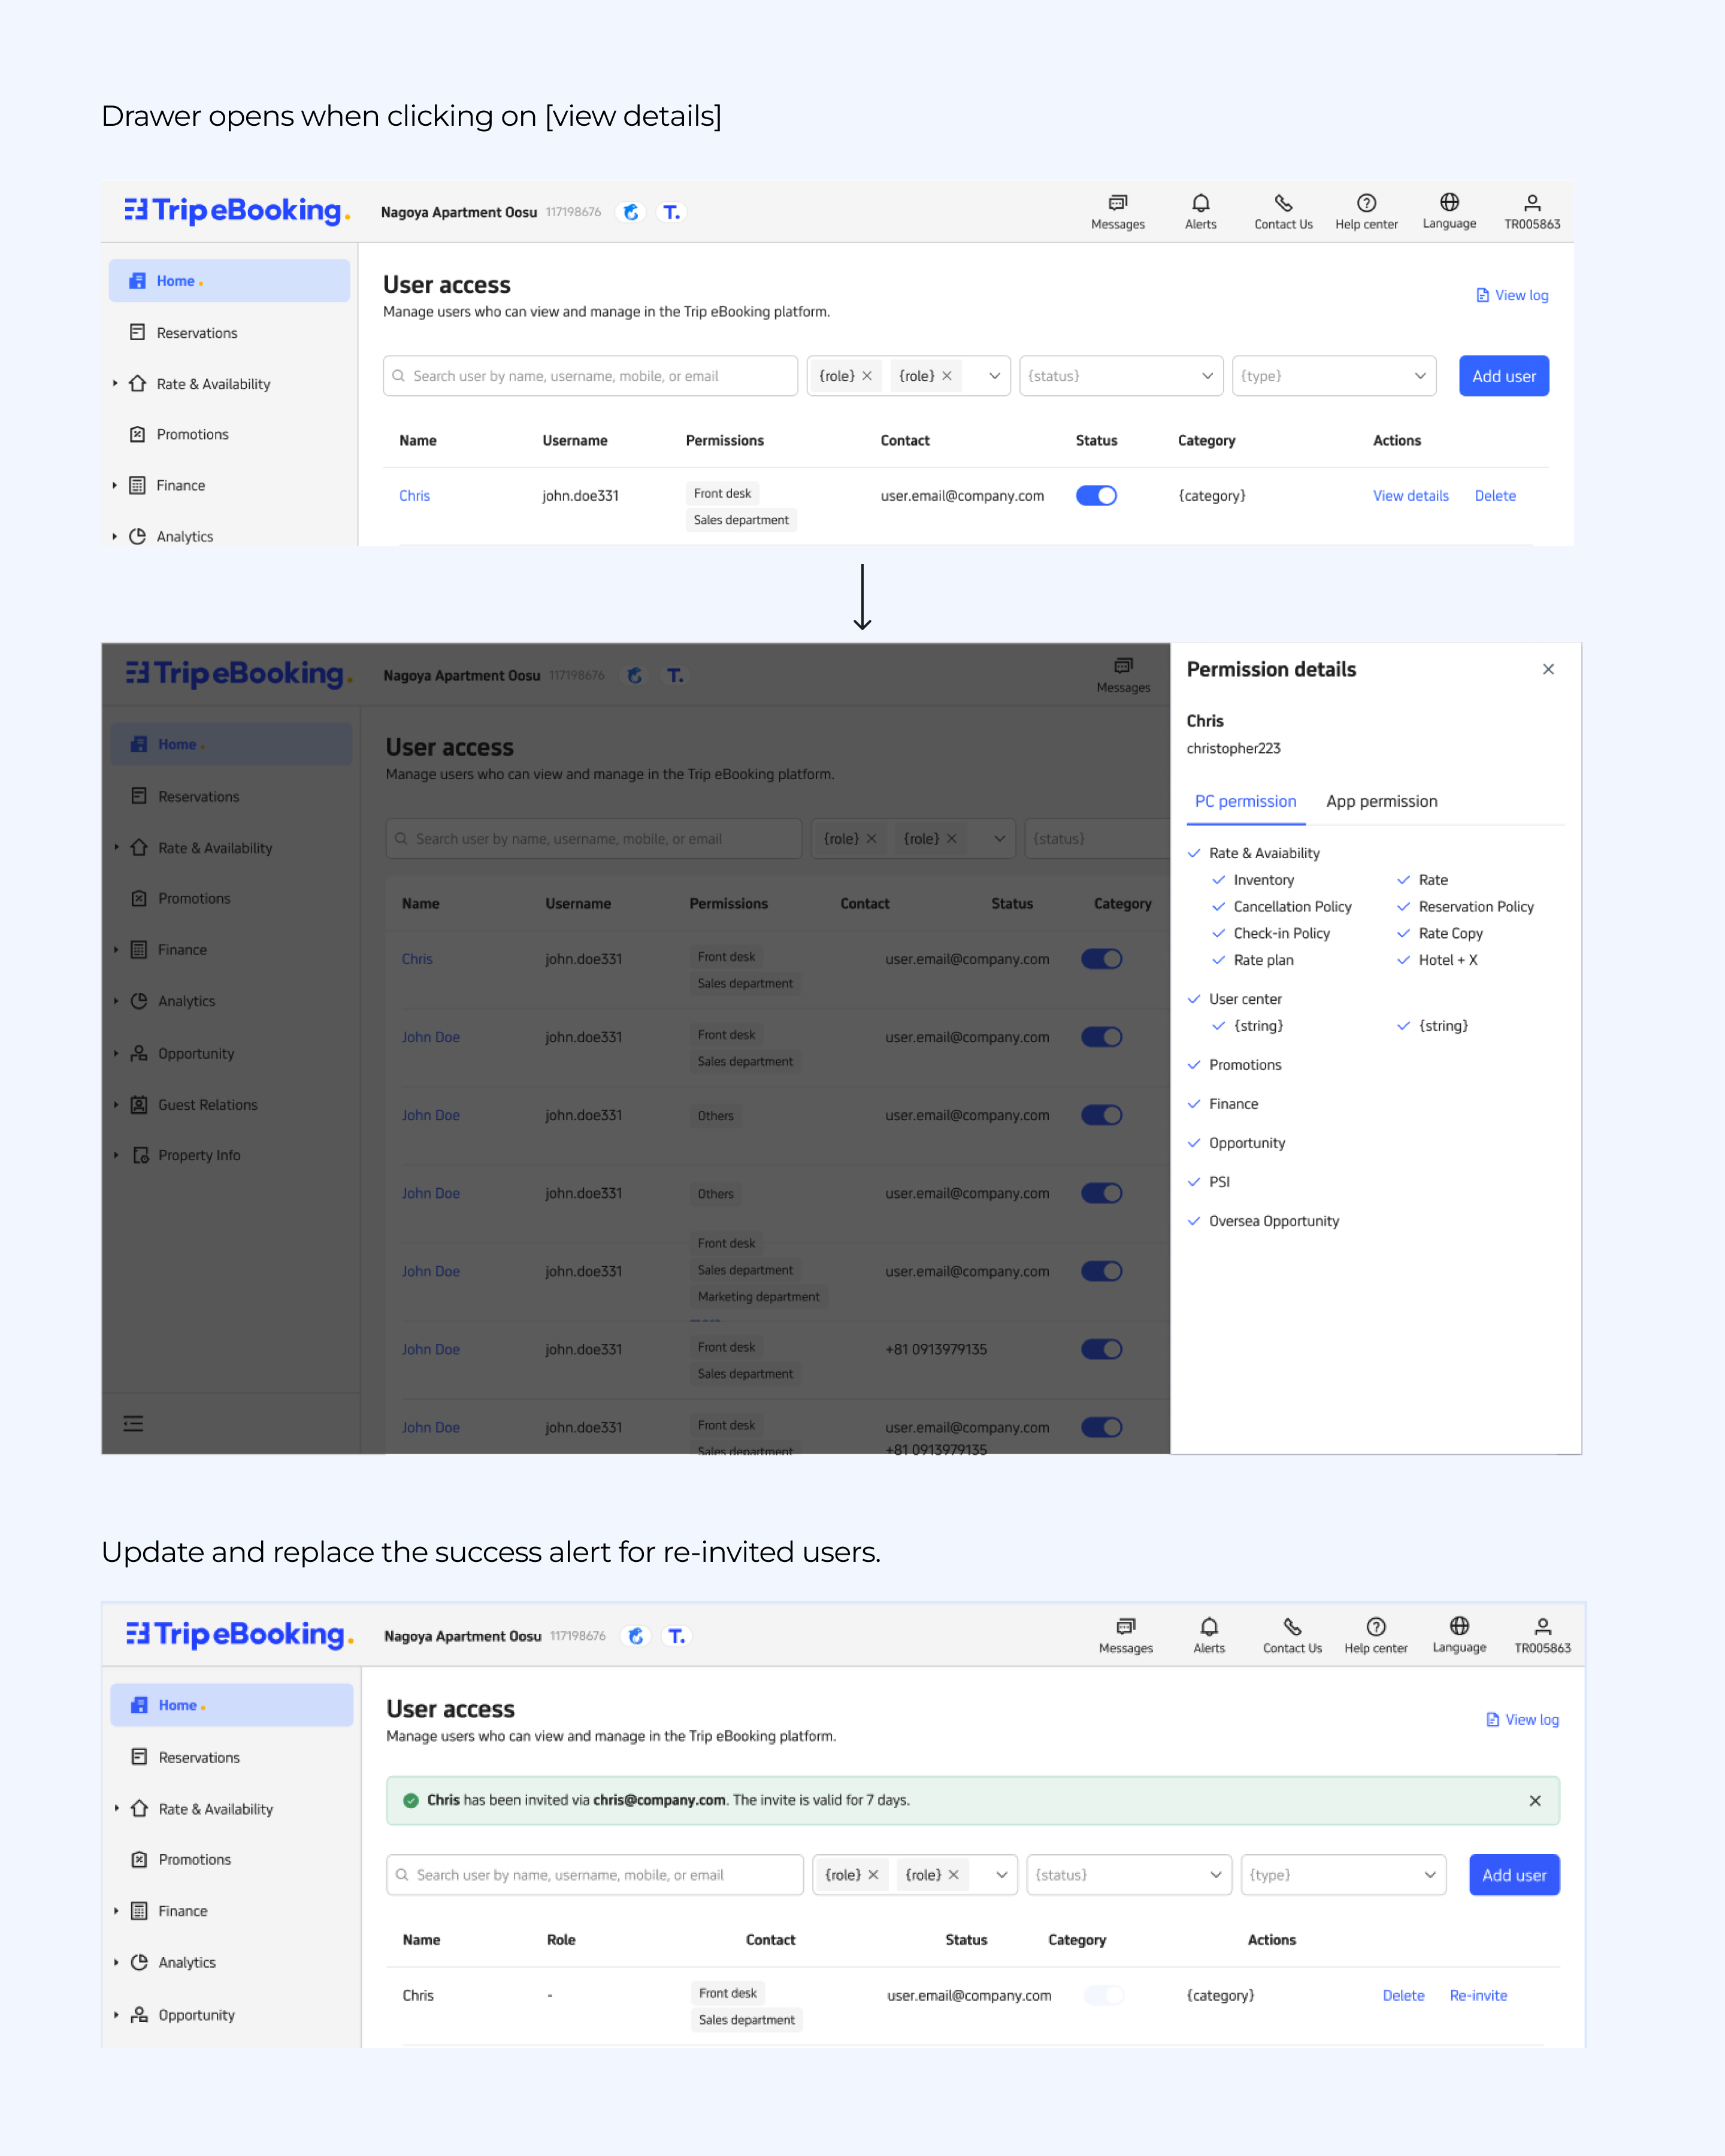 Drawer opens when clicking on [view details]
Trip eBooking.
Nagoya Apartment Oosu 117198676 T.
Messages Alerts Contact Us Help center Language TR005863
Home
Reservations
Rate & Availability
Promotions
Finance
Analytics
User access
Manage users who can view and manage in the Trip eBooking platform.
View log
Search user by name, username, mobile, or email {role} {role} {status} {type} Add user
Name Username Permissions Contact Status Category Actions
Chris john.doe331 Front desk user.email@company.com {category} View details Delete
Sales department
Trip eBooking.
Nagoya Apartment Oosu 117198676 T.
Messages
Home
Reservations
Rate & Availability
Promotions
Finance
Analytics
Opportunity
Guest Relations
Property Info
User access
Manage users who can view and manage in the Trip eBooking platform.
Search user by name, username, mobile, or email {role} {role} {status}
Name Username Permissions Contact Status Category
Chris john.doe331 Front desk user.email@company.com
Sales department
John Doe john.doe331 Front desk user.email@company.com
Sales department
John Doe john.doe331 Others user.email@company.com
John Doe john.doe331 Others user.email@company.com
Front desk
John Doe john.doe331 Sales department user.email@company.com
Marketing department
John Doe john.doe331 Front desk +81 0913979135
Sales department
John Doe john.doe331 Front desk user.email@company.com
Sales department +81 0913979135
Permission details
Chris
christopher223
PC permission App permission
Rate & Avaiability
Inventory Rate
Cancellation Policy Reservation Policy
Check-in Policy Rate Copy
Rate plan Hotel + X
User center
{string} {string}
Promotions
Finance
Opportunity
PSI
Oversea Opportunity
Update and replace the success alert for re-invited users.
Trip eBooking.
Nagoya Apartment Oosu 117198676 T.
Messages Alerts Contact Us Help center Language TR005863
Home
Reservations
Rate & Availability
Promotions
Finance
Analytics
Opportunity
User access
Manage users who can view and manage in the Trip eBooking platform.
View log
Chris has been invited via chris@company.com. The invite is valid for 7 days.
Search user by name, username, mobile, or email {role} {role} {status} {type} Add user
Name Role Contact Status Category Actions
Chris - Front desk user.email@company.com {category} Delete Re-invite
Sales department